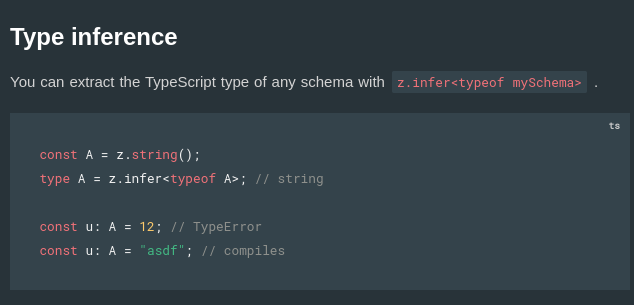 Type inference
You can extract the TypeScript type of any schema with z.infer<typeof mySchema> .
ts
const A = z.string();
type A = z.infer<typeof A>; // string
const u: A = 12; // TypeError
const u: A = "asdf"; // compiles